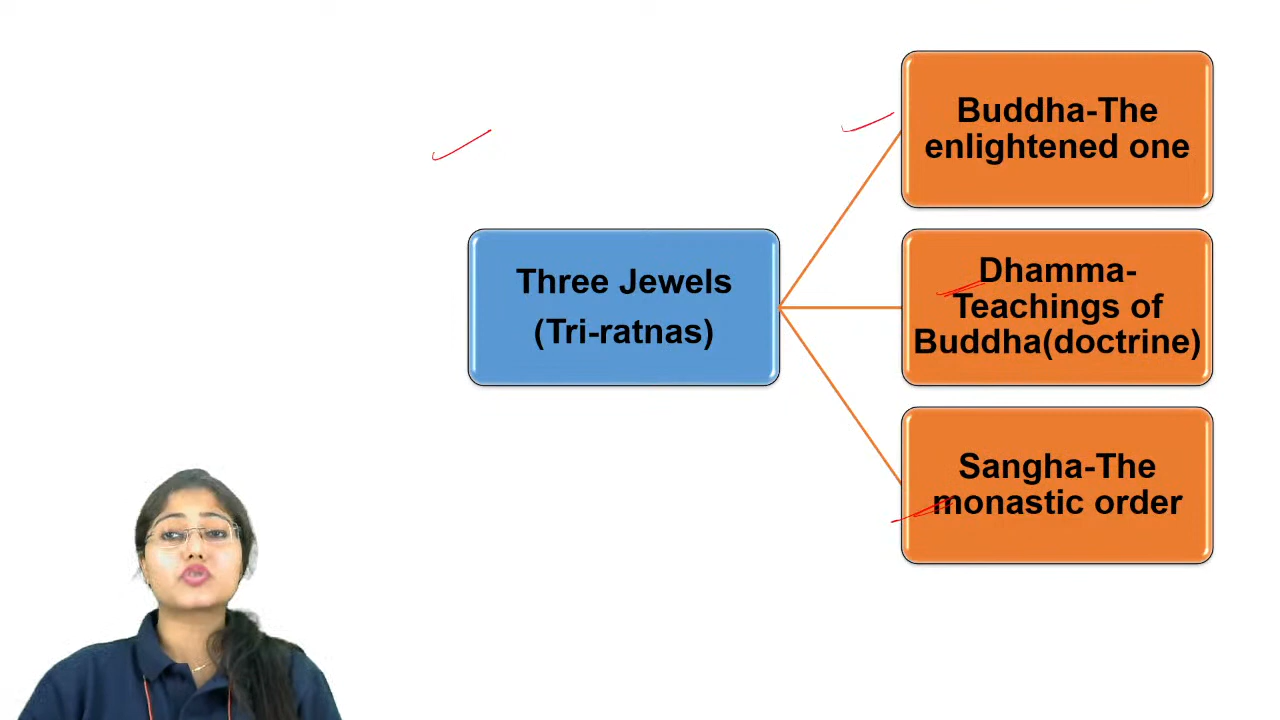 Buddha-The
enlightened one
Three Jewels
(Tri-ratnas)
Dhamma-
Teachings of
Buddha(doctrine)
Sangha-The
monastic order